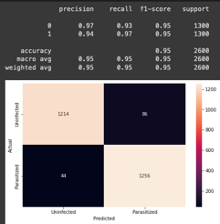 precision recall f1-score support
0 0.97 0.93 0.95 1300
1 0.94 0.97 0.95 1300
accuracy 0.95 2600
macro avg 0.95 0.95 0.95 2600
weighted avg 0.95 0.95 0.95 2600
1200
1000
800
600
400
200
Uninfected
1214
86
Actual
Parasitized
44
1256
Uninfected Parasitized
Predicted